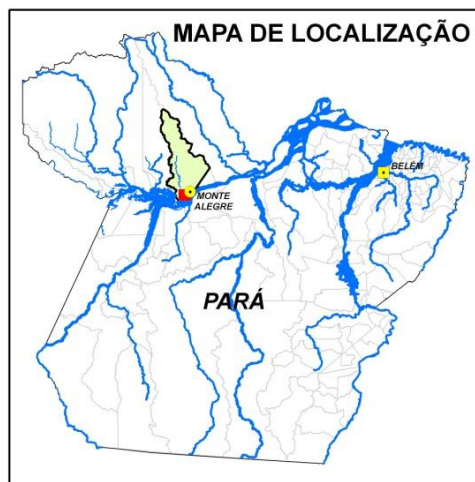 MAPA DE LOCALIZAÇÃO
BELÉM
MONTE
ALEGRE
PARÁ